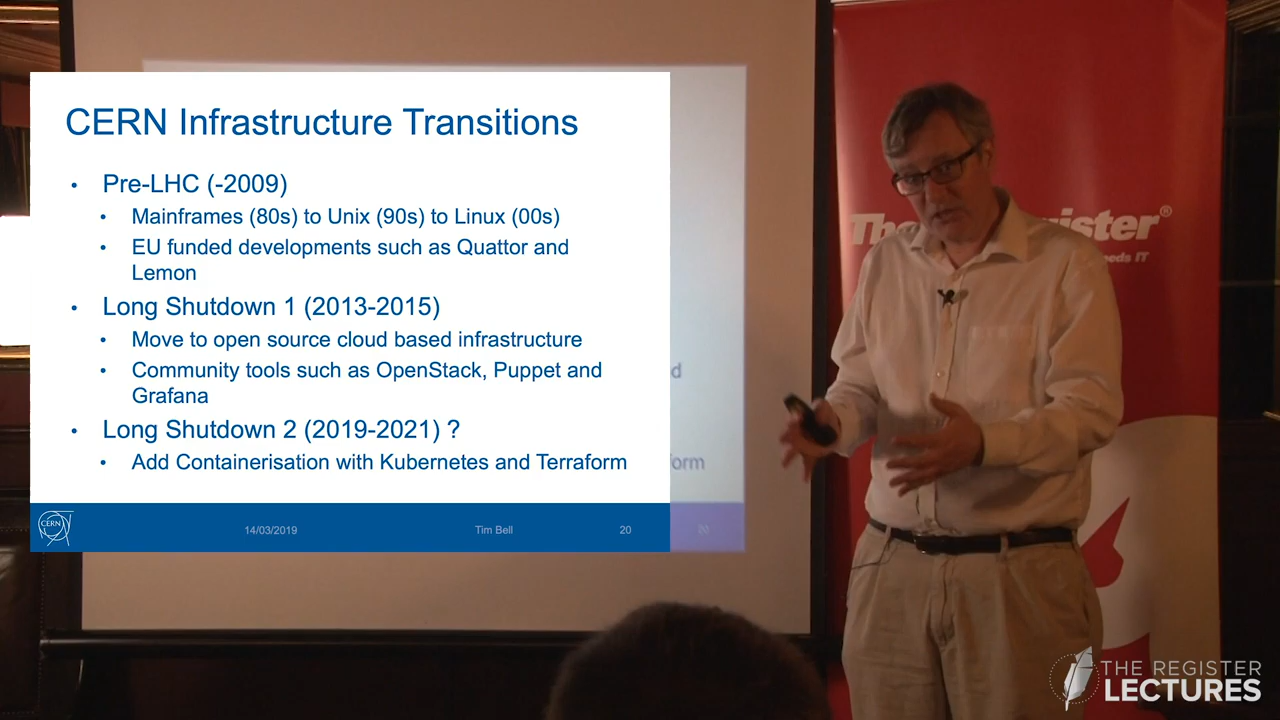 CERN Infrastructure Transitions
• Pre-LHC (-2009)
• Mainframes (80s) to Unix (90s) to Linux (00s)
• EU funded developments such as Quattor and
Lemon
• Long Shutdown 1 (2013-2015)
• Move to open source cloud based infrastructure
• Community tools such as OpenStack, Puppet and
Grafana
• Long Shutdown 2 (2019-2021) ?
• Add Containerisation with Kubernetes and Terraform
CERN
14/03/2019 Tim Bell 20
THE REGISTER
LECTURES